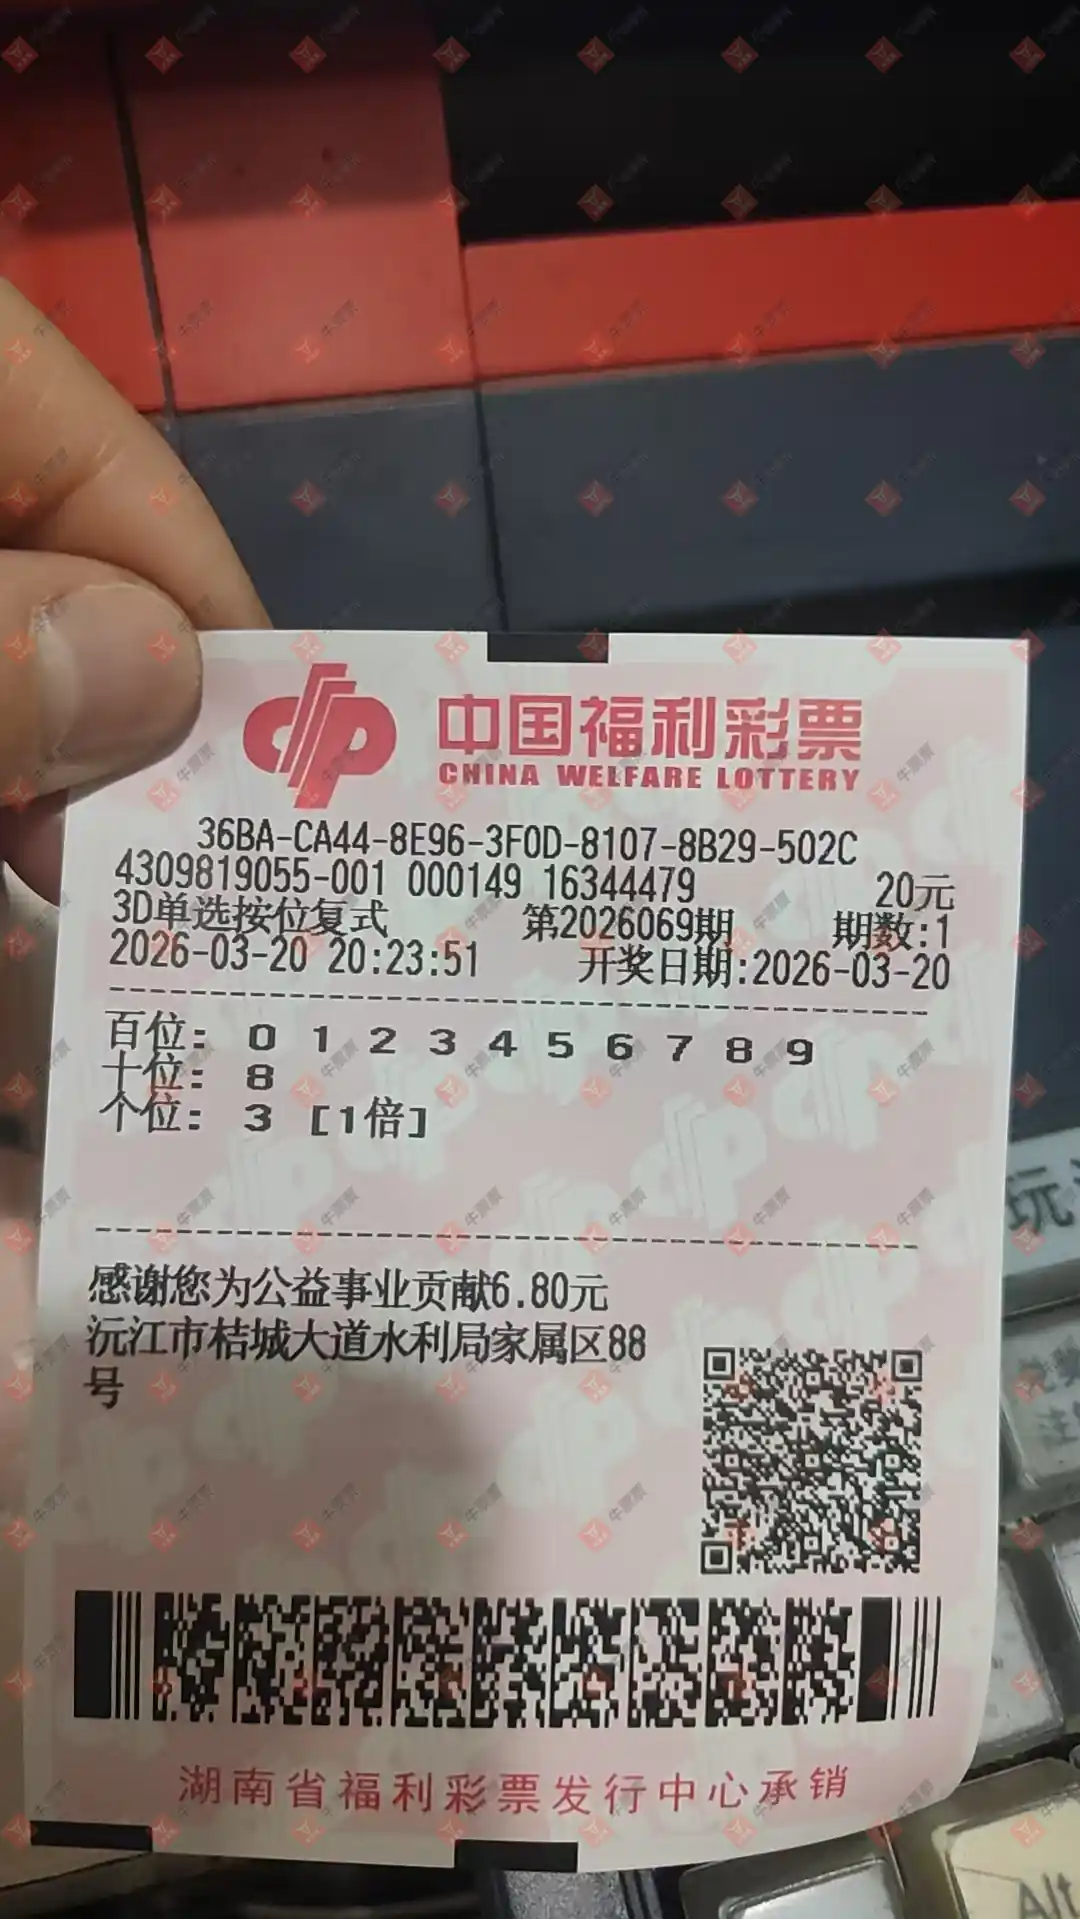 中国福利彩票
CHINA WELFARE LOTTERY
36BA-CA44-8E96-3F0D-8107-8B29-502C
4309819055-001 000149 16344479 20元
3D单选按位复式 第2026069期 期数:1
2026-03-20 20:23:51 开奖日期:2026-03-20
百位: 0 1 2 3 4 5 6 7 8 9
十位: 8
个位: 3 [1倍]
感谢您为公益事业贡献6.80元
沅江市桔城大道水利局家属区88
号
湖南省福利彩票发行中心承销
玩
注
Alt
牛票票